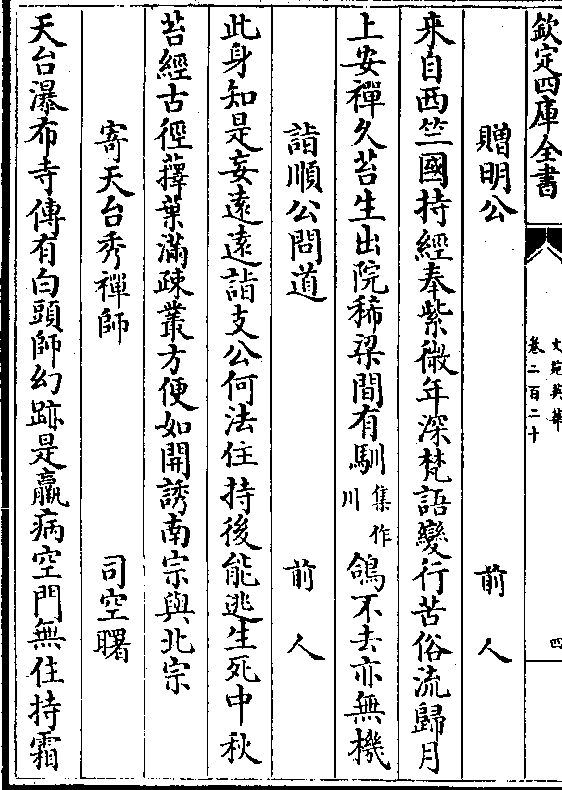 欽定四庫全書
文苑英華
卷二百二十
四
贈明公 前人
来自西竺國持經奉紫微年深梵語變行苦俗流歸月
上安禪久苔生出院稀梁間有馴集作川鴿不去亦無機
詣順公問道 前人
此身知是妄遠遠詣支公何法住持後能逃生死中秋
苔經古徑蘀葉滿疎叢方便如開誘南宗與北宗
寄天台秀禪師 司空曙
天台瀑布寺傳有白頭師幻跡是羸病空門無住持霜